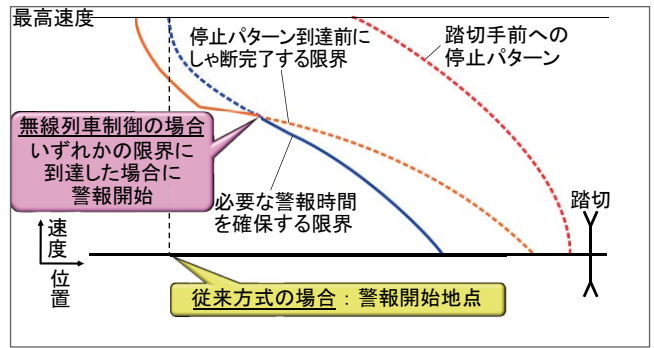 最高速度
停止パターン到達前に
しゃ断完了する限界
踏切手前への
停止パターン
無線列車制御の場合
いずれかの限界に
到達した場合に
警報開始
必要な警報時間
を確保する限界
踏切
速度
位置
従来方式の場合：警報開始地点